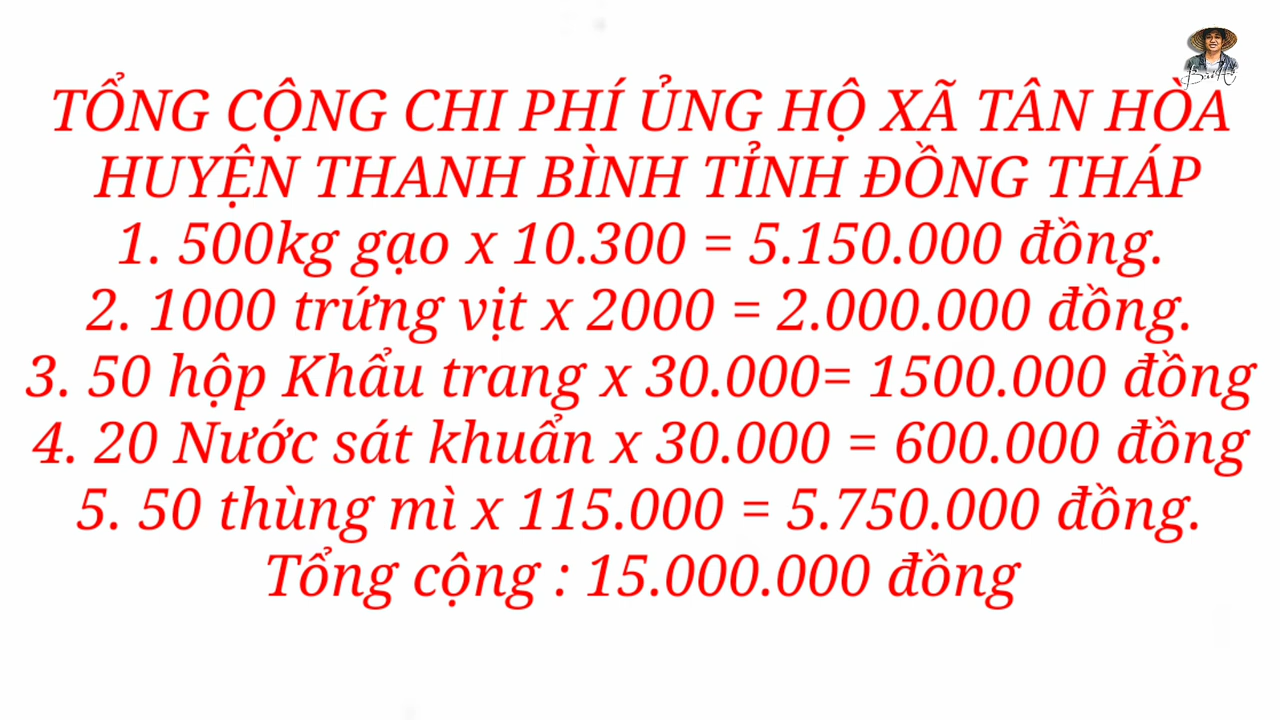 TỔNG CỘNG CHI PHÍ ỦNG HỘ XÃ TÂN HÒA
HUYỆN THANH BÌNH TỈNH ĐỒNG THÁP
1. 500kg gạo x 10.300 = 5.150.000 đồng.
2. 1000 trứng vịt x 2000 = 2.000.000 đồng.
3. 50 hộp Khẩu trang x 30.000= 1500.000 đồng
4. 20 Nước sát khuẩn x 30.000 = 600.000 đồng
5. 50 thùng mì x 115.000 = 5.750.000 đồng.
Tổng cộng : 15.000.000 đồng